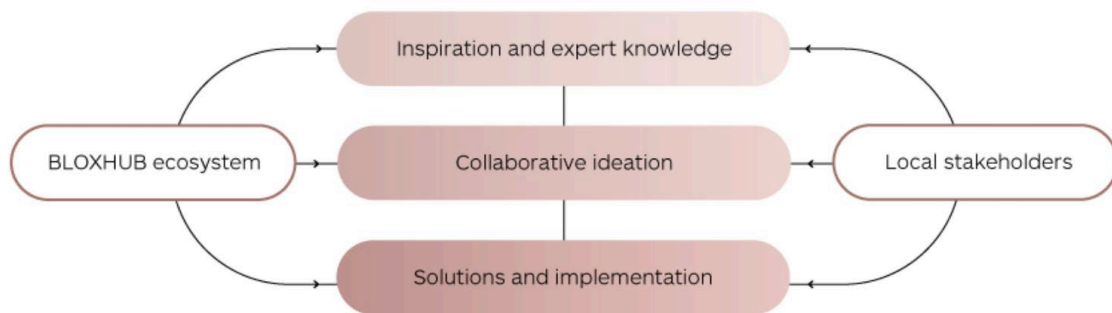 Inspiration and expert knowledge
BLOXHUB ecosystem
Collaborative ideation
Local stakeholders
Solutions and implementation